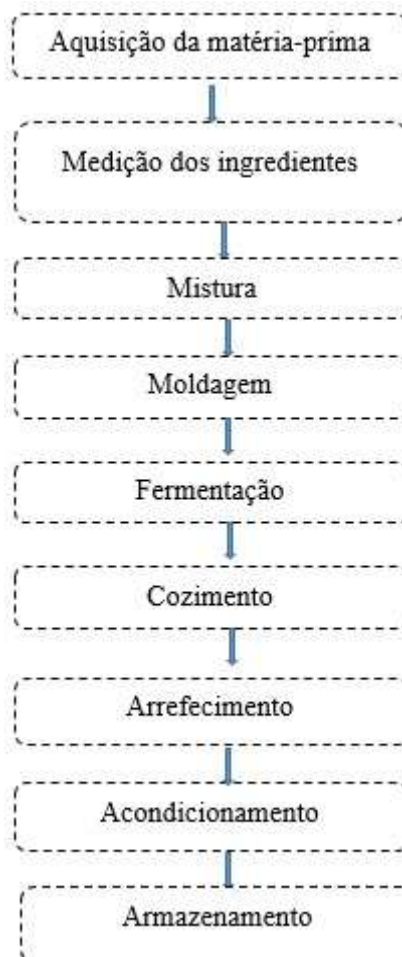 Aquisição da matéria-prima
Medição dos ingredientes
Mistura
Moldagem
Fermentação
Cozimento
Arrefecimento
Acondicionamento
Armazenamento